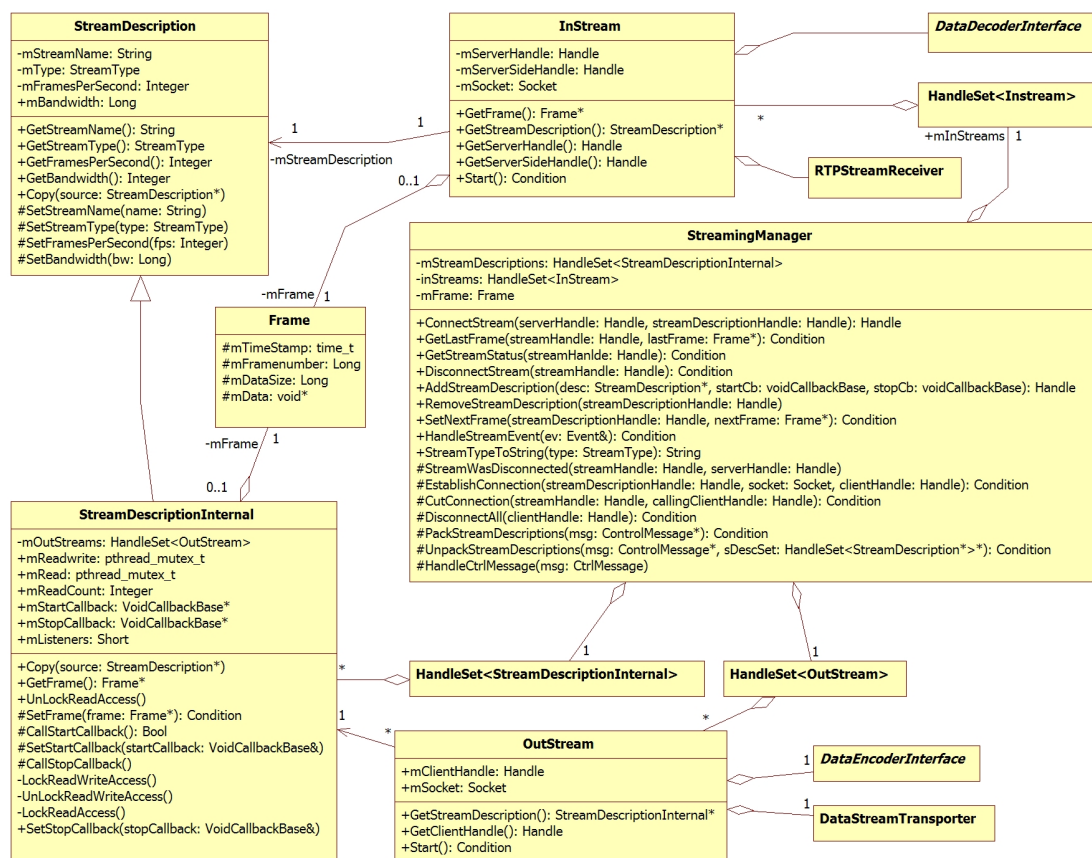 StreamDescription
-mStreamName: String
-mType: StreamType
-mFramesPerSecond: Integer
+mBandwidth: Long
+GetStreamName(): String
+GetStreamType(): StreamType
+GetFramesPerSecond(): Integer
+GetBandwidth(): Integer
+Copy(source: StreamDescription*)
#SetStreamName(name: String)
#SetStreamType(type: StreamType)
#SetFramesPerSecond(fps: Integer)
#SetBandwidth(bw: Long)
1
1
-mStreamDescription
InStream
-mServerHandle: Handle
-mServerSideHandle: Handle
-mSocket: Socket
+GetFrame(): Frame*
+GetStreamDescription(): StreamDescription*
+GetServerHandle(): Handle
+GetServerSideHandle(): Handle
+Start(): Condition
DataDecoderInterface
HandleSet<Instream>
*
+mInStreams
1
RTPStreamReceiver
0..1
-mFrame
1
Frame
#mTimeStamp: time_t
#mFramenumber: Long
#mDataSize: Long
#mData: void*
-mFrame
1
0..1
StreamingManager
-mStreamDescriptions: HandleSet<StreamDescriptionInternal>
-inStreams: HandleSet<InStream>
-mFrame: Frame
+ConnectStream(serverHandle: Handle, streamDescriptionHandle: Handle): Handle
+GetLastFrame(streamHandle: Handle, lastFrame: Frame*): Condition
+GetStreamStatus(streamHanlde: Handle): Condition
+DisconnectStream(streamHandle: Handle): Condition
+AddStreamDescription(desc: StreamDescription*, startCb: voidCallbackBase, stopCb: voidCallbackBase): Handle
+RemoveStreamDescription(streamDescriptionHandle: Handle)
+SetNextFrame(streamDescriptionHandle: Handle, nextFrame: Frame*): Condition
+HandleStreamEvent(ev: Event&): Condition
+StreamTypeToString(type: StreamType): String
#StreamWasDisconnected(streamHandle: Handle, serverHandle: Handle)
#EstablishConnection(streamDescriptionHandle: Handle, socket: Socket, clientHandle: Handle): Condition
#CutConnection(streamHandle: Handle, callingClientHandle: Handle): Condition
#DisconnectAll(clientHandle: Handle): Condition
#PackStreamDescriptions(msg: ControlMessage*): Condition
#UnpackStreamDescriptions(msg: ControlMessage*, sDescSet: HandleSet<StreamDescription*>*): Condition
#HandleCtrlMessage(msg: CtrlMessage)
StreamDescriptionInternal
-mOutStreams: HandleSet<OutStream>
+mReadwrite: pthread_mutex_t
+mRead: pthread_mutex_t
+mReadCount: Integer
+mStartCallback: VoidCallbackBase*
+mStopCallback: VoidCallbackBase*
+mListeners: Short
+Copy(source: StreamDescription*)
+GetFrame(): Frame*
+UnLockReadAccess()
#SetFrame(frame: Frame*): Condition
#CallStartCallback(): Bool
#SetStartCallback(startCallback: VoidCallbackBase&)
#CallStopCallback()
-LockReadWriteAccess()
-UnLockReadWriteAccess()
-LockReadAccess()
+SetStopCallback(stopCallback: VoidCallbackBase&)
*
1
HandleSet<StreamDescriptionInternal>
1
HandleSet<OutStream>
*
1
*
OutStream
+mClientHandle: Handle
+mSocket: Socket
+GetStreamDescription(): StreamDescriptionInternal*
+GetClientHandle(): Handle
+Start(): Condition
1
DataEncoderInterface
1
DataStreamTransporter